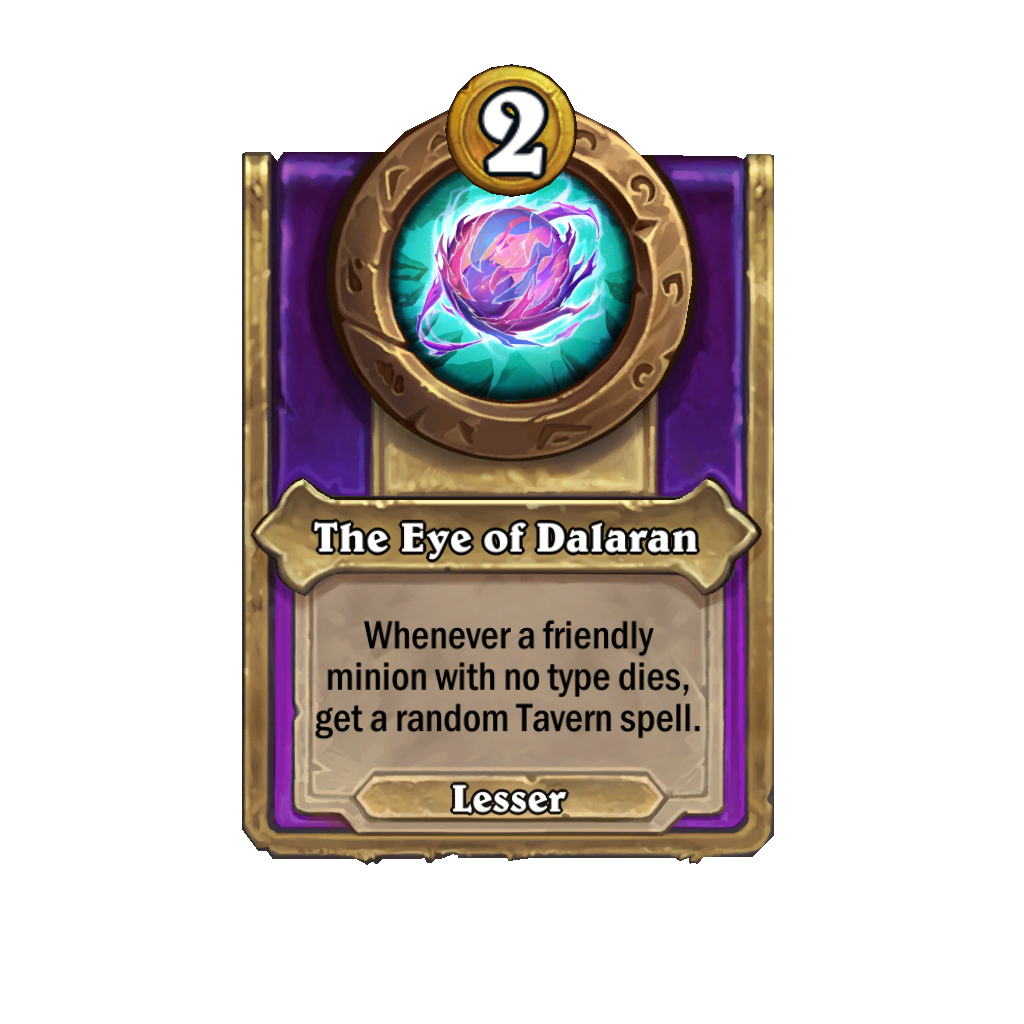 2
The Eye of Dalaran
Whenever a friendly
minion with no type dies,
get a random Tavern spell.
Lesser